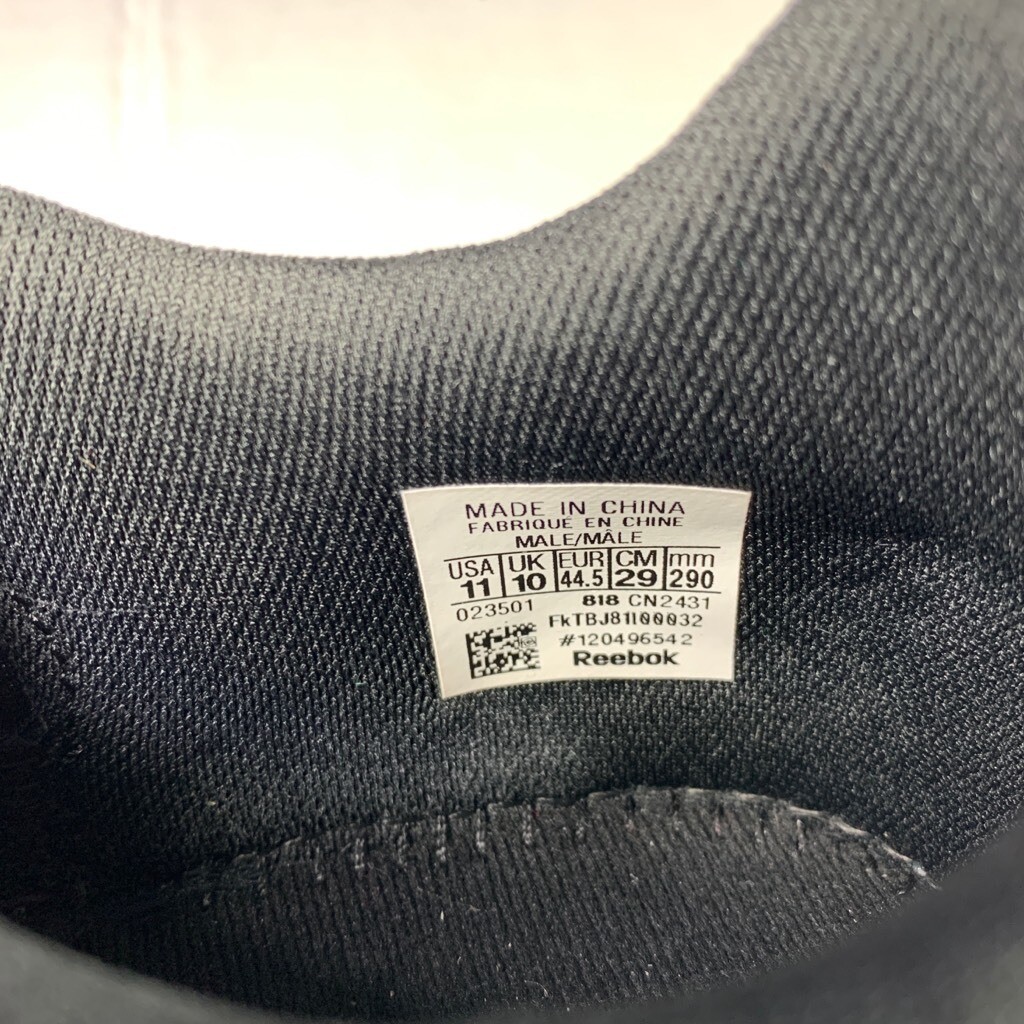 MADE IN CHINA
FABRIQUÉ EN CHINE
MALE/MÂLE
USA UK EUR CM mm
11 10 44.5 29 290
023501 818 CN2431
FkTBJ81I00032
#120496542
Reebok